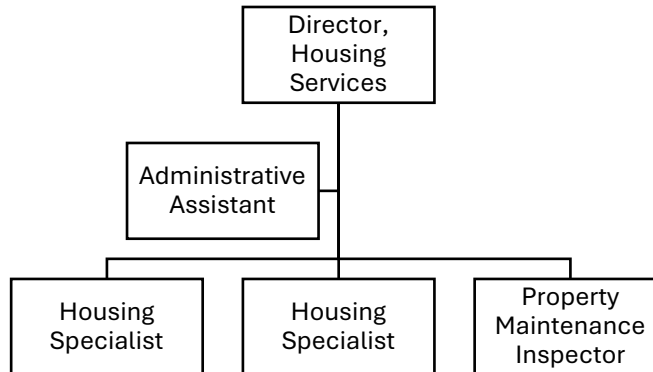 Director,
Housing
Services
Administrative
Assistant
Housing
Specialist
Housing
Specialist
Property
Maintenance
Inspector